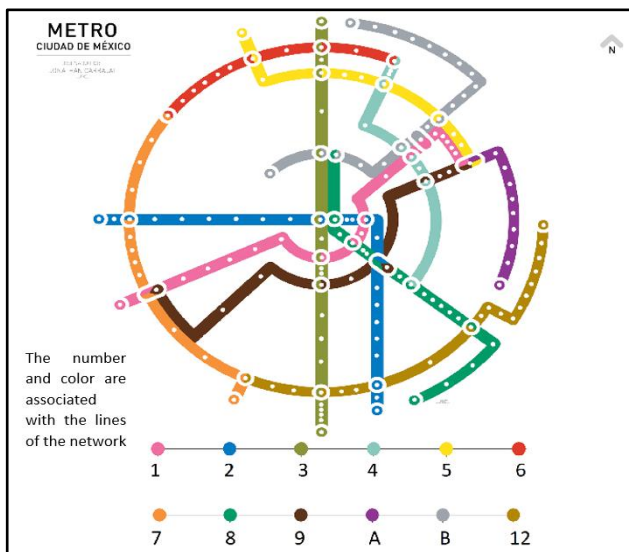 METRO
CIUDAD DE MÉXICO
N
The number
and color are
associated
with the lines
of the network
1 2 3 4 5 6
7 8 9 A B 12